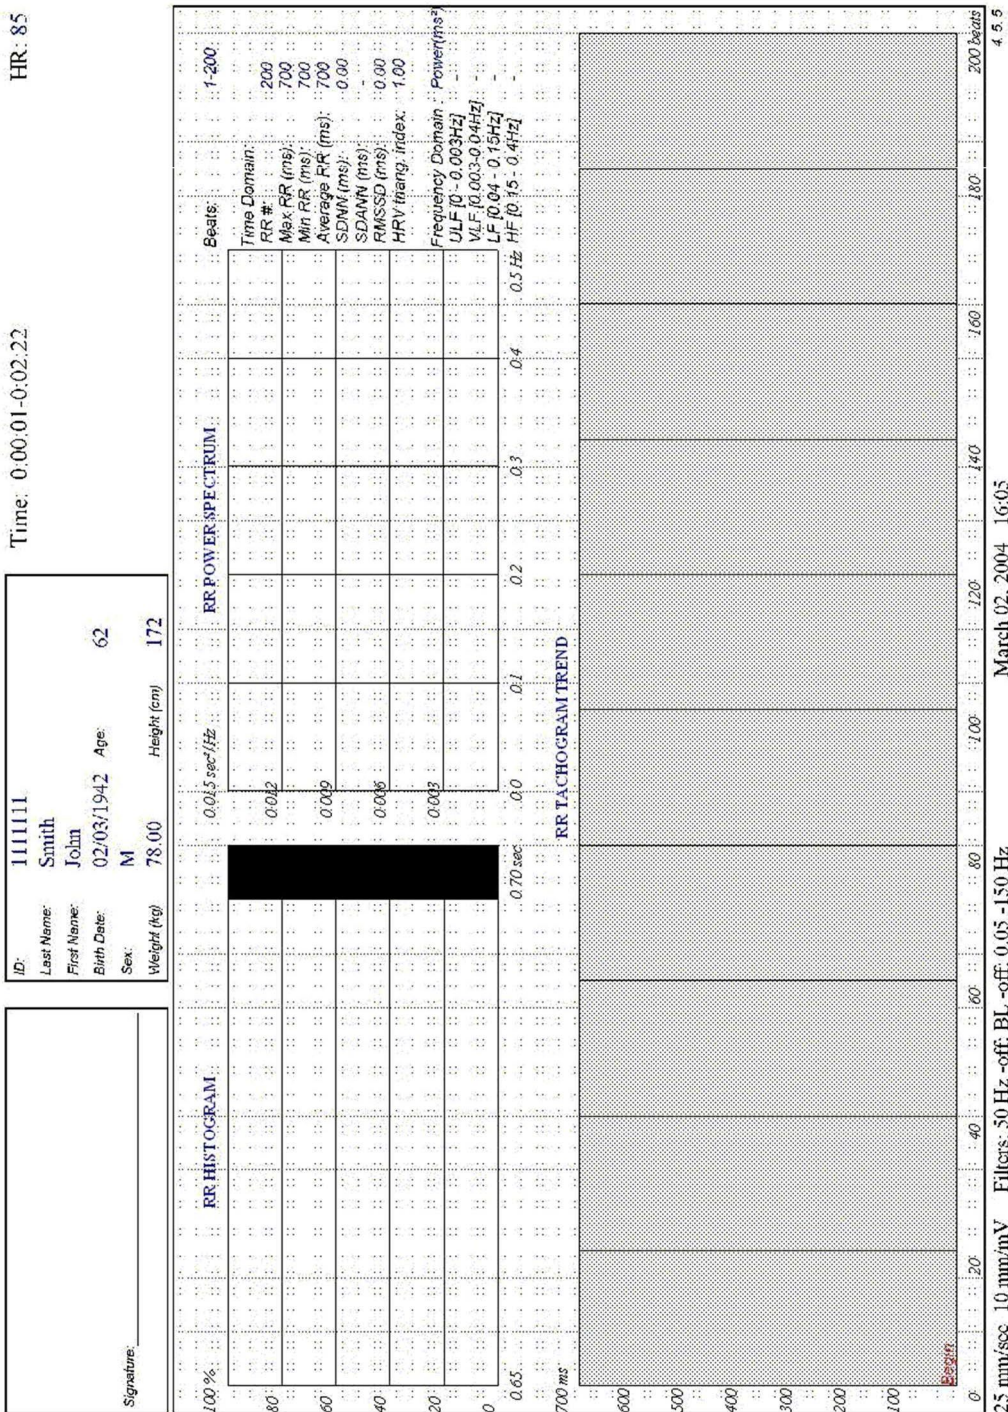 Signature:
ID: 1111111
Last Name: Smith
First Name: John
Birth Date: 02/03/1942 Age: 62
Sex: M
Weight (kg) 78.00 Height (cm) 172
Time: 0:00:01-0:02:22
HR: 85
RR HISTOGRAM
100 %
80
60
40
20
0
0.65
0.70 sec
RR POWER SPECTRUM
0.015 sec²/Hz
0.012
0.009
0.006
0.003
0.0 0.1 0.2 0.3 0.4 0.5 Hz
Beats: 1-200
Time Domain:
RR #: 200
Max RR (ms): 700
Min RR (ms): 700
Average RR (ms): 700
SDNN (ms): 0.00
SDANN (ms): -
RMSSD (ms): 0.00
HRV triang. index: 1.00
Frequency Domain : Power(ms²)
ULF [0 - 0.003Hz] -
VLF [0.003-0.04Hz] -
LF [0.04 - 0.15Hz] -
HF [0.15 - 0.4Hz] -
RR TACHOGRAM TREND
700 ms
600
500
400
300
200
100
0
Begin
20 40 60 80 100 120 140 160 180 200 beats
25 mm/sec 10 mm/mV Filters: 50 Hz -off; BL -off; 0.05 -150 Hz March 02, 2004 16:05 4. 5. 5